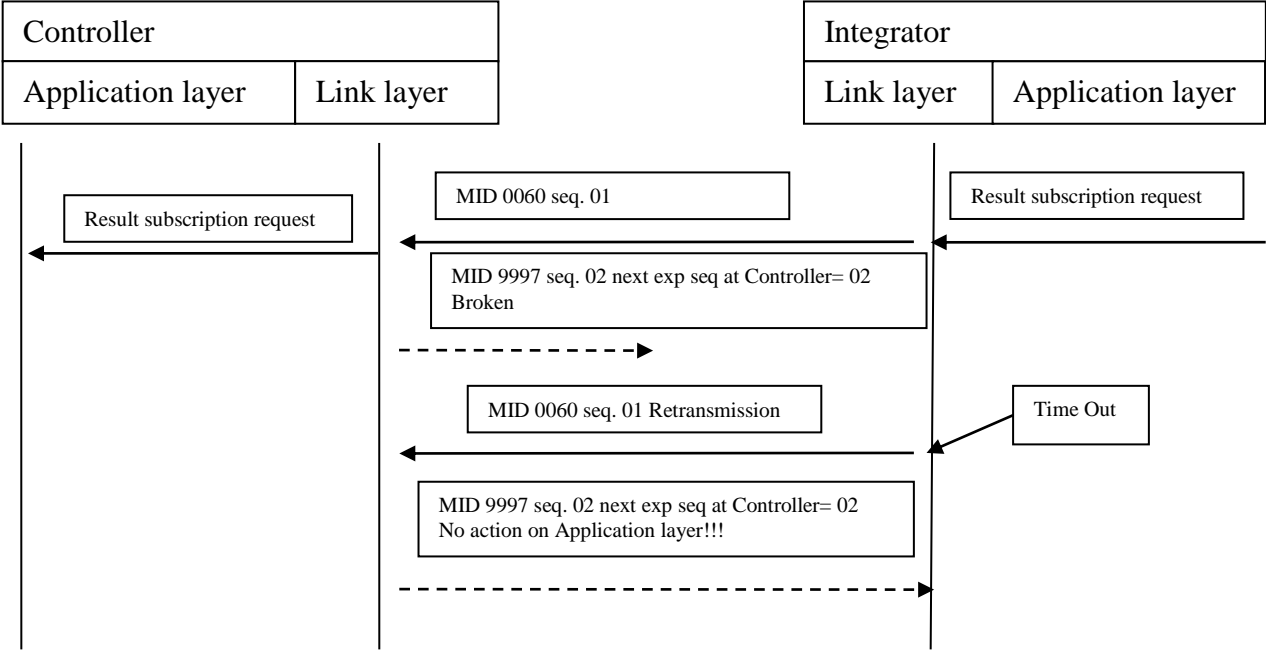 Controller
Integrator
Application layer
Link layer
Link layer
Application layer
MID 0060 seq. 01
Result subscription request
Result subscription request
MID 9997 seq. 02 next exp seq at Controller= 02
Broken
MID 0060 seq. 01 Retransmission
Time Out
MID 9997 seq. 02 next exp seq at Controller= 02
No action on Application layer!!!